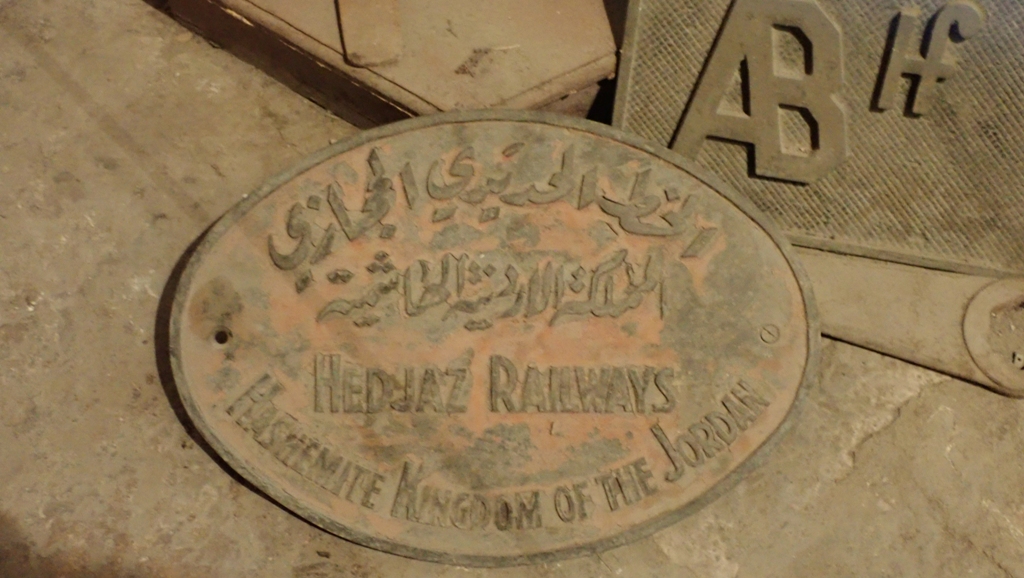 الخط الحديدي الحجازي
المملكة الاردنية الهاشمية
HEDJAZ RAILWAYS
HASHEMITE KINGDOM OF THE JORDAN
AB